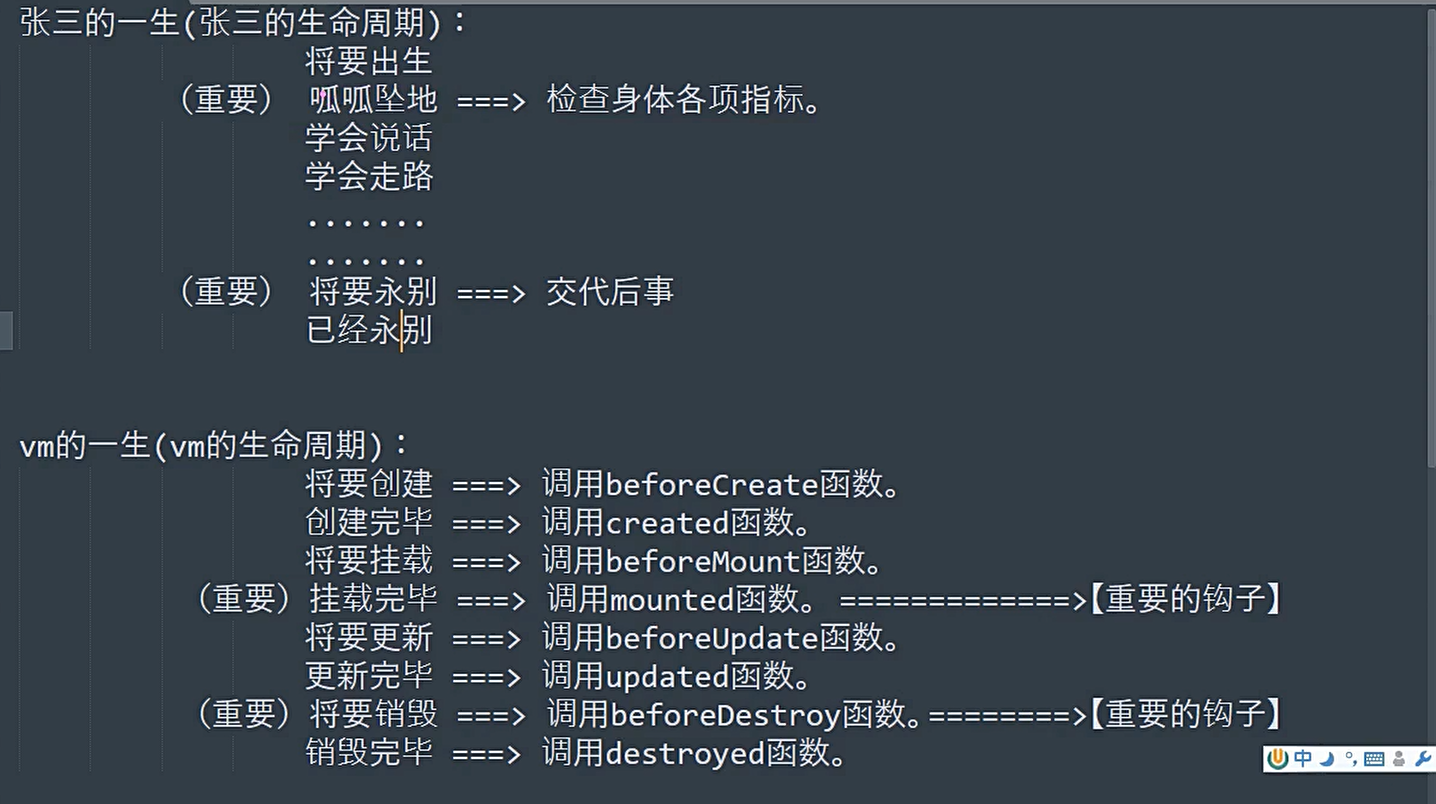 张三的一生(张三的生命周期)：
将要出生
（重要） 呱呱坠地 ===> 检查身体各项指标。
学会说话
学会走路
.......
.......
（重要） 将要永别 ===> 交代后事
已经永别
vm的一生(vm的生命周期)：
将要创建 ===> 调用beforeCreate函数。
创建完毕 ===> 调用created函数。
将要挂载 ===> 调用beforeMount函数。
（重要）挂载完毕 ===> 调用mounted函数。 =============>【重要的钩子】
将要更新 ===> 调用beforeUpdate函数。
更新完毕 ===> 调用updated函数。
（重要）将要销毁 ===> 调用beforeDestroy函数。========>【重要的钩子】
销毁完毕 ===> 调用destroyed函数。
中